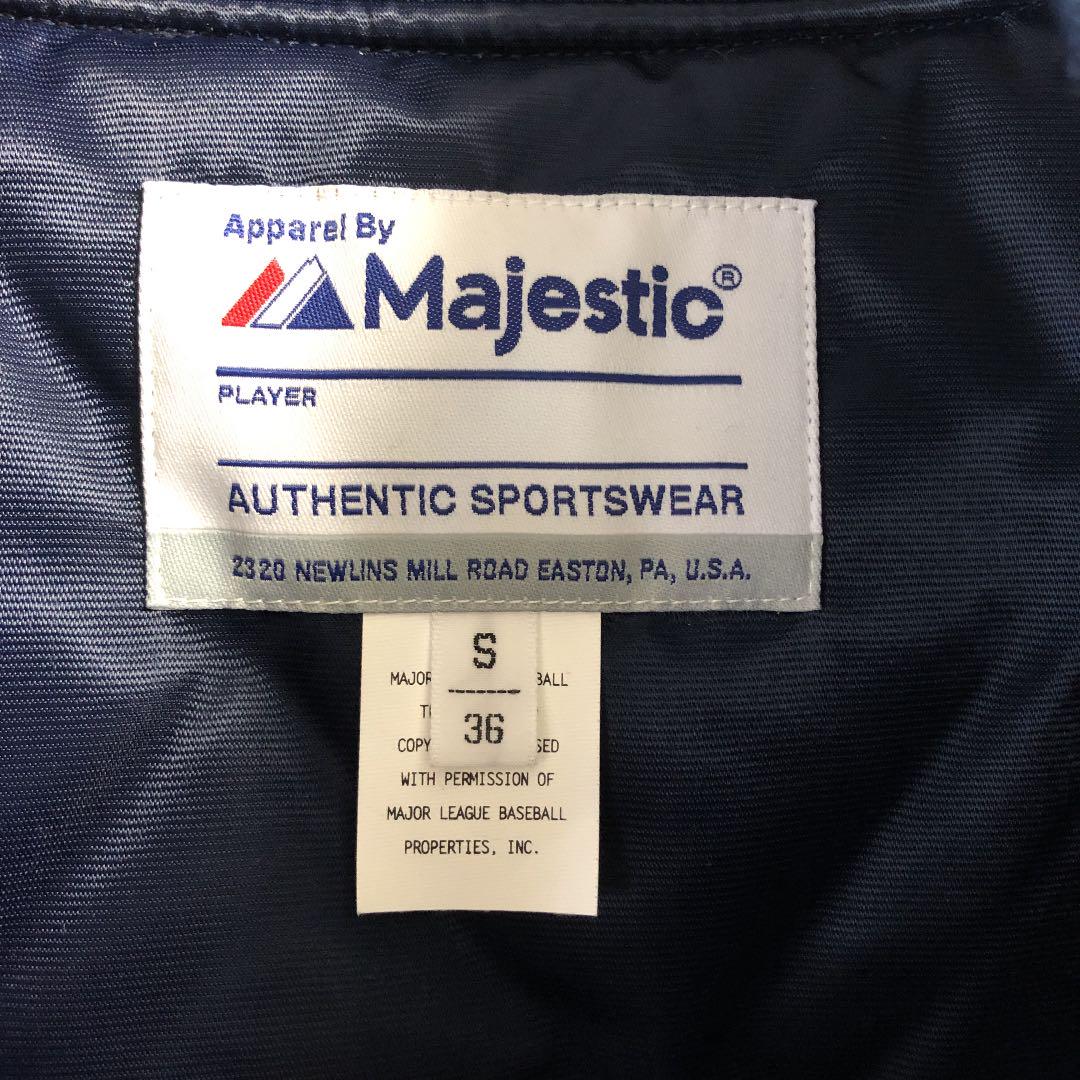 Apparel By
Majestic®
PLAYER
AUTHENTIC SPORTSWEAR
2320 NEWLINS MILL ROAD EASTON, PA, U.S.A.
S
36
MAJOR BALL
COPY SED
WITH PERMISSION OF
MAJOR LEAGUE BASEBALL
PROPERTIES, INC.